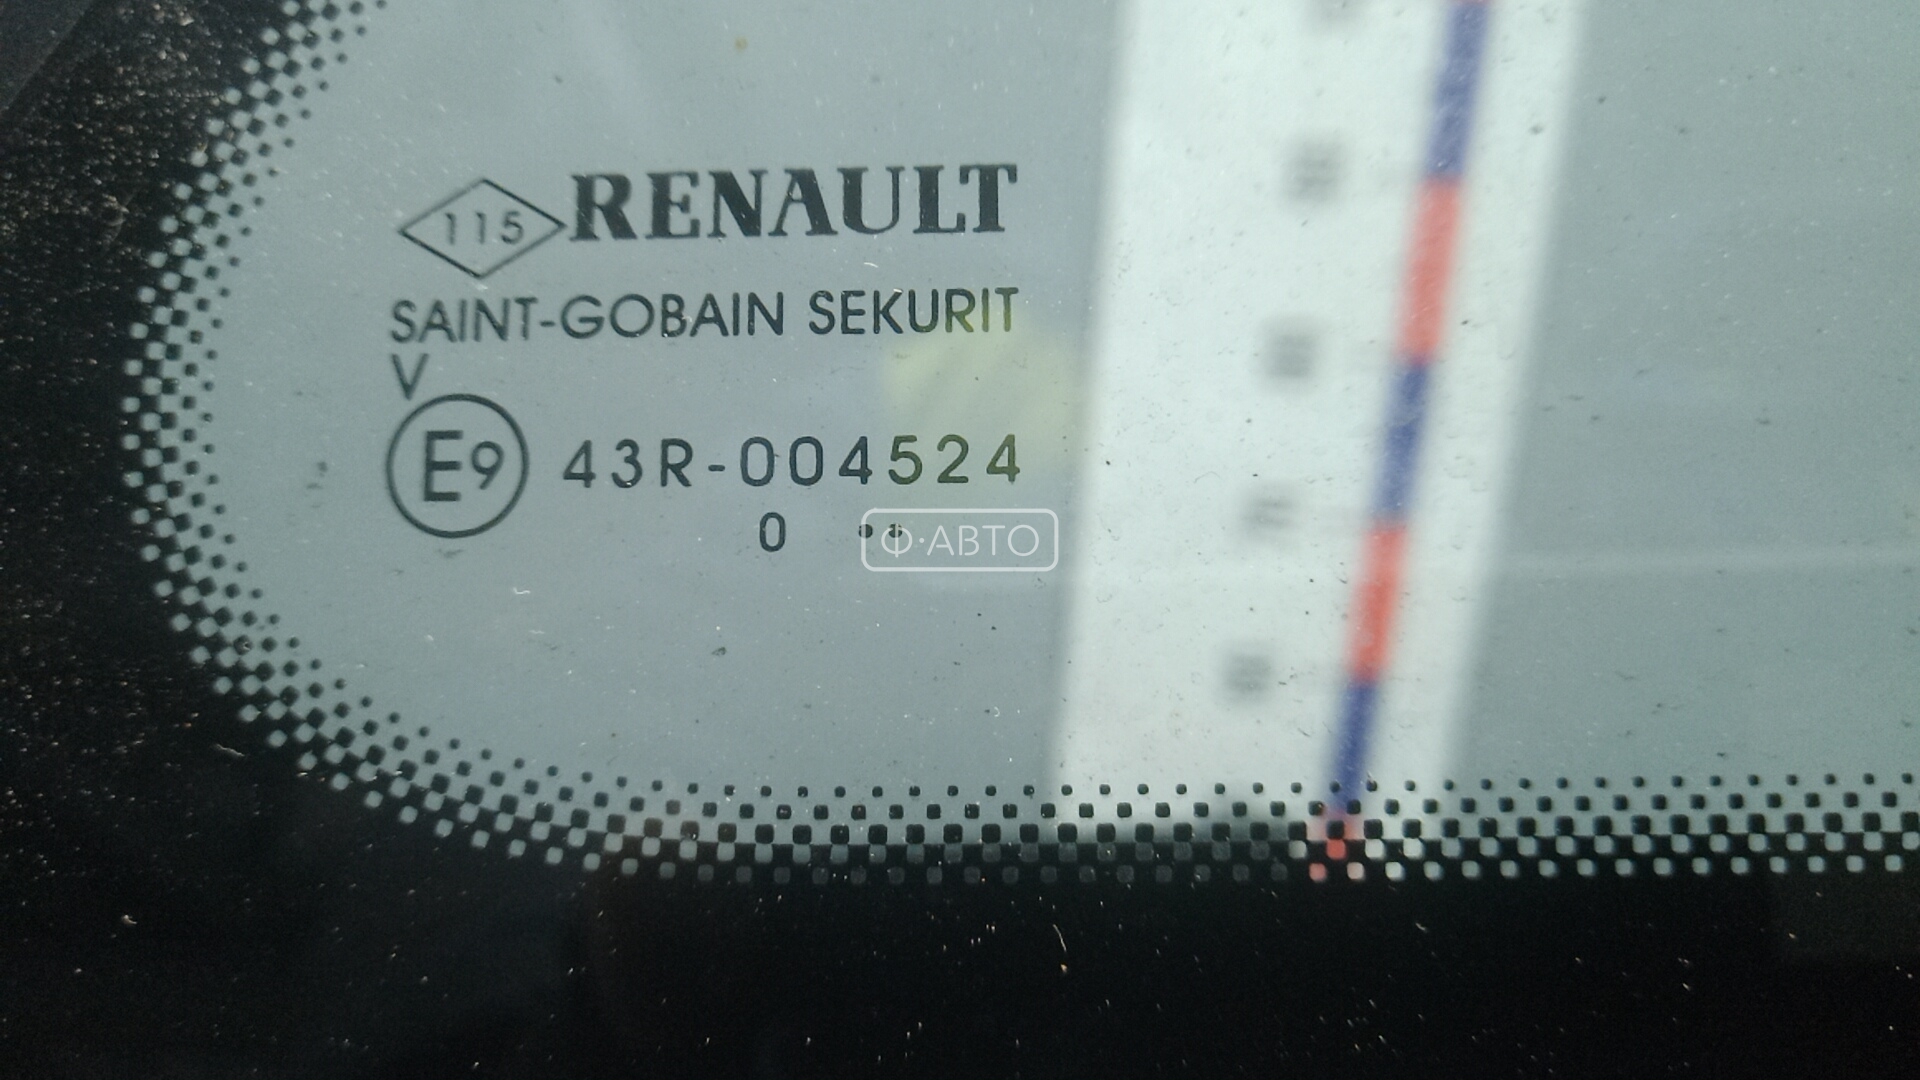 115 RENAULT
SAINT-GOBAIN SEKURIT
V
E9 43R-004524
0 ••
Ф·АВТО